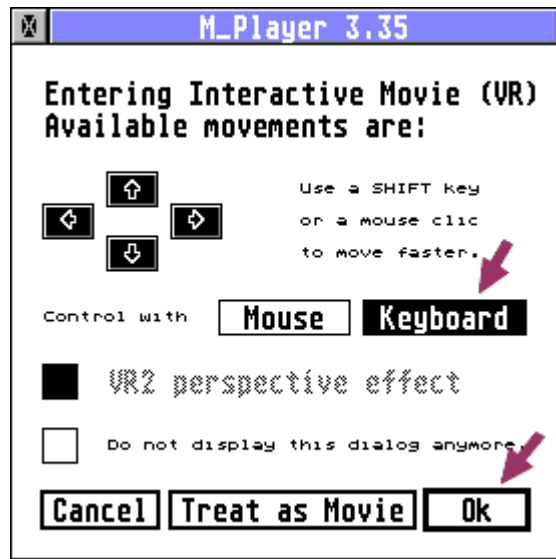 M_Player 3.35
Entering Interactive Movie (VR)
Available movements are:
Use a SHIFT key
or a mouse clic
to move faster.
Control with Mouse Keyboard
VR2 perspective effect
Do not display this dialog anymore.
Cancel Treat as Movie Ok